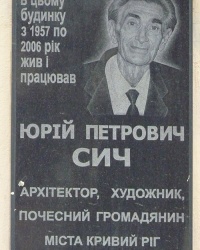 в цьому
будинку
з 1957 по
2006 рік
жив і
працював
ЮРІЙ ПЕТРОВИЧ
СИЧ
АРХІТЕКТОР, ХУДОЖНИК,
ПОЧЕСНИЙ ГРОМАДЯНИН
МІСТА КРИВИЙ РІГ